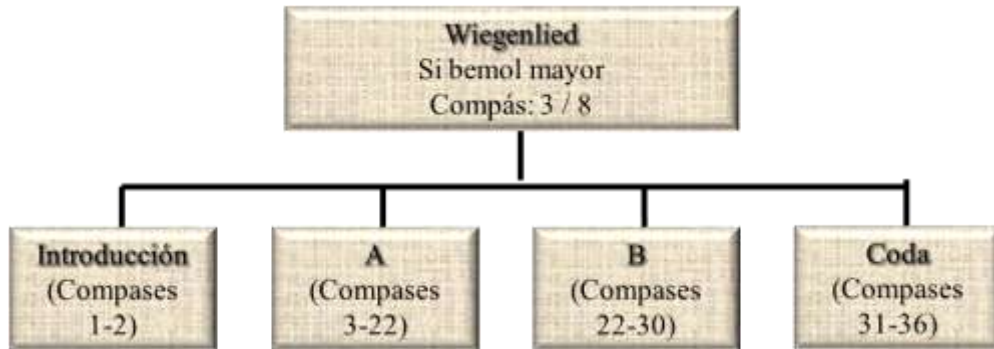 Wiegenlied
Si bemol mayor
Compás: 3 / 8
Introducción
(Compases
1-2)
A
(Compases
3-22)
B
(Compases
22-30)
Coda
(Compases
31-36)